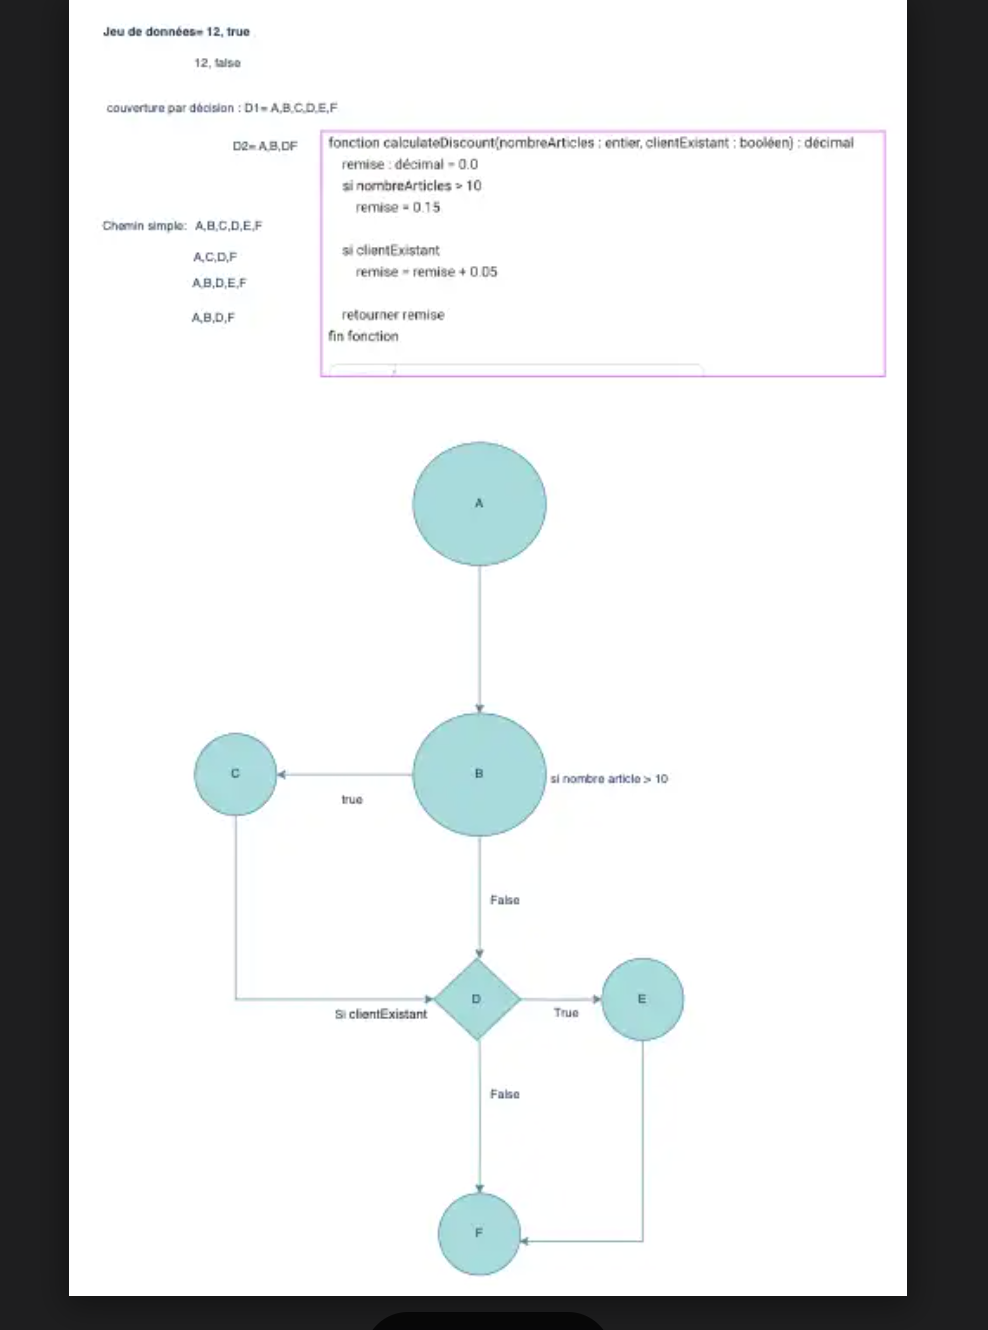 Jeu de données= 12, true
12, false
couverture par décision : D1= A,B,C,D,E,F
D2= A,B,DF
fonction calculateDiscount(nombreArticles : entier, clientExistant : booléen) : décimal
remise : décimal = 0.0
si nombreArticles > 10
remise = 0.15
si clientExistant
remise = remise + 0.05
retourner remise
fin fonction
Chemin simple: A,B,C,D,E,F
A,C,D,F
A,B,D,E,F
A,B,D,F
A
C
B
si nombre article > 10
true
False
D
E
Si clientExistant
True
False
F